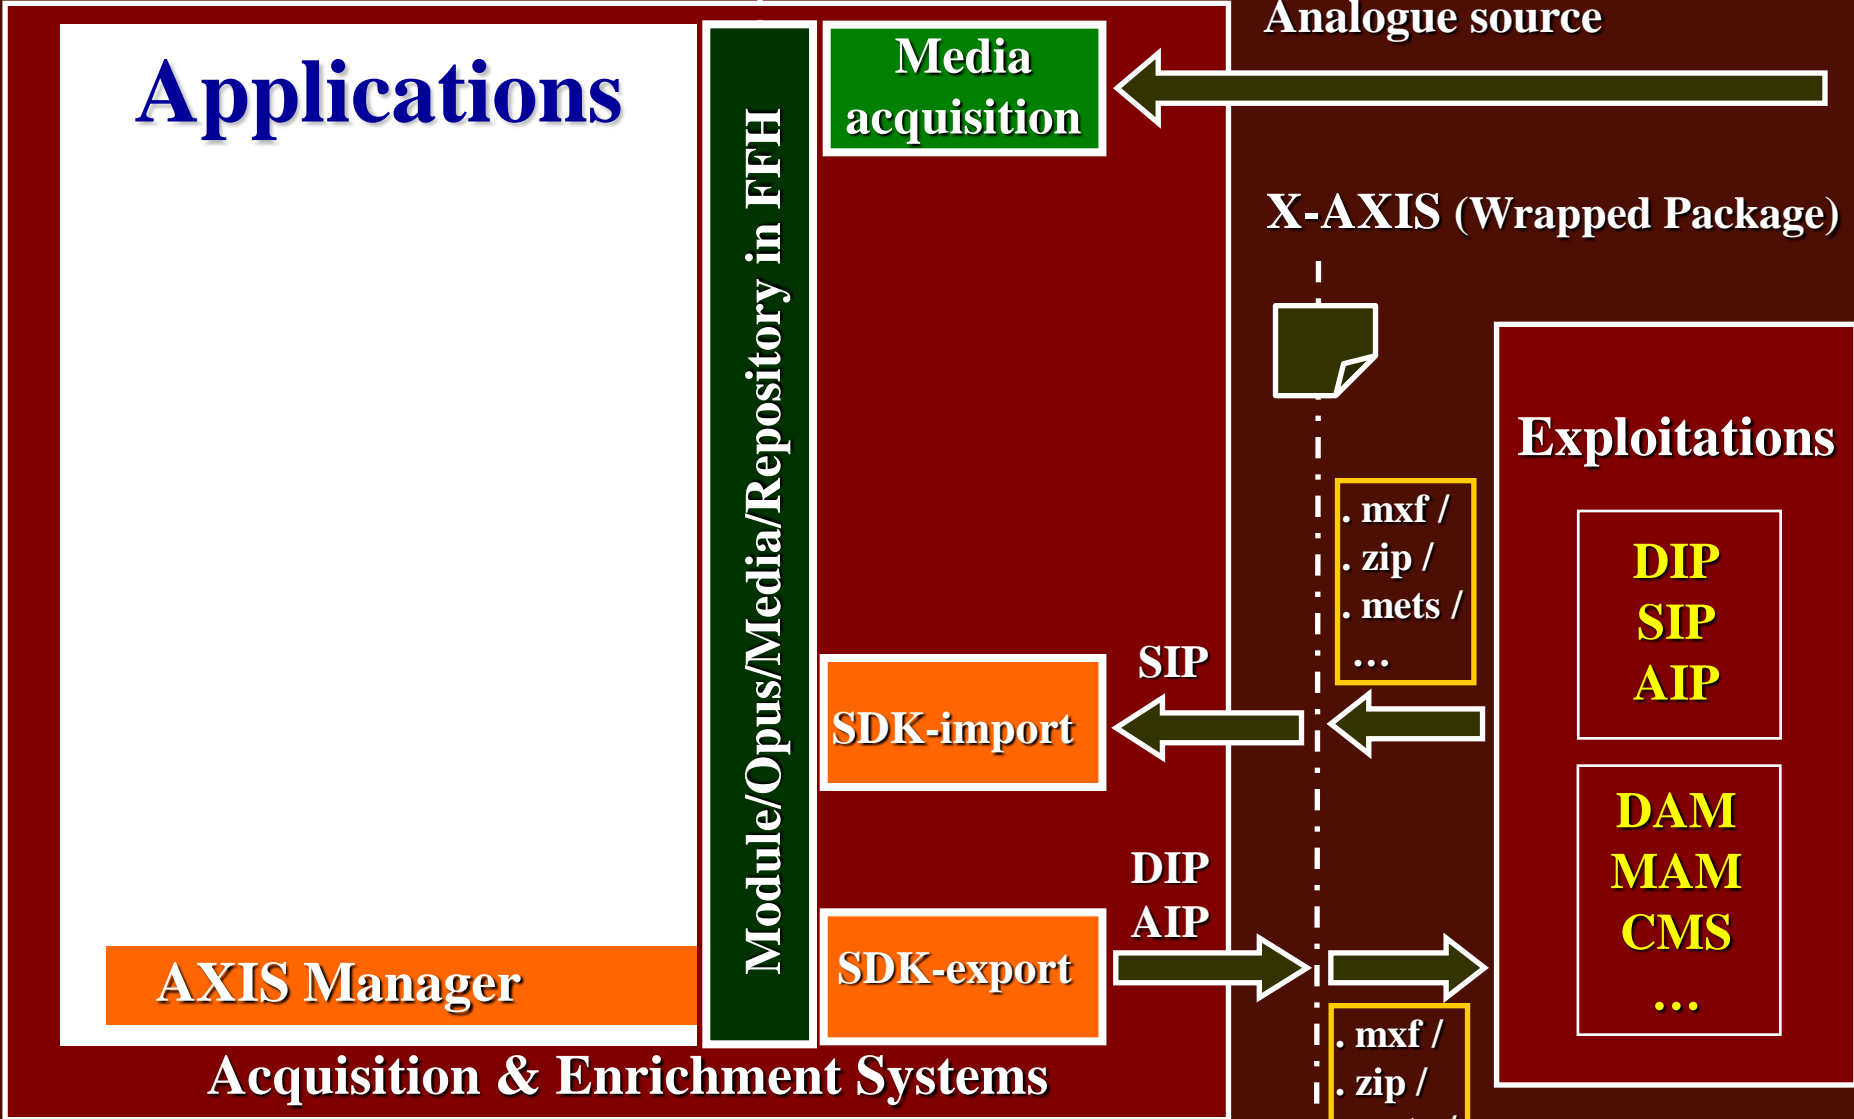 Analogue source
Applications
Media
acquisition
Module/Opus/Media/Repository in FFH
X-AXIS (Wrapped Package)
Exploitations
. mxf /
. zip /
. mets /
...
DIP
SIP
AIP
SIP
SDK-import
DAM
MAM
CMS
...
DIP
AIP
SDK-export
AXIS Manager
. mxf /
. zip /
Acquisition & Enrichment Systems